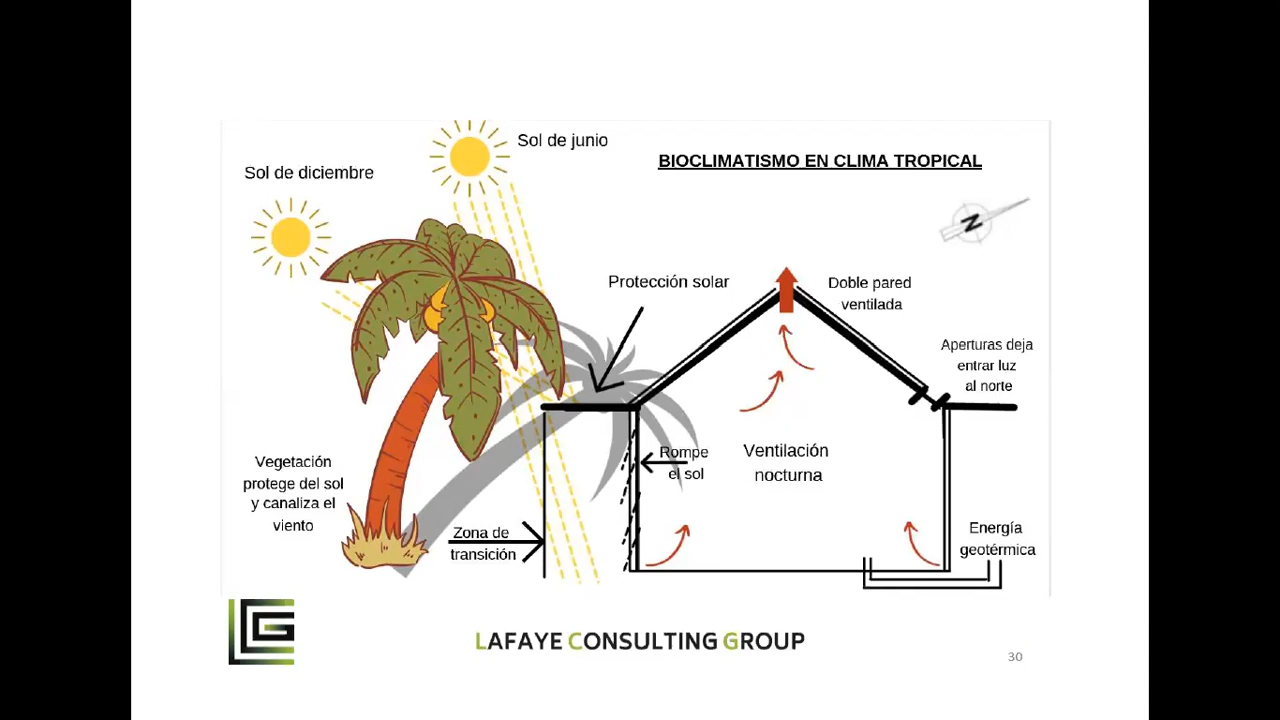 Sol de junio
BIOCLIMATISMO EN CLIMA TROPICAL
Sol de diciembre
N
Protección solar
Doble pared
ventilada
Aperturas deja
entrar luz
al norte
Rompe
el sol
Ventilación
nocturna
Vegetación
protege del sol
y canaliza el
viento
Zona de
transición
Energía
geotérmica
LCG
LAFAYE CONSULTING GROUP
30